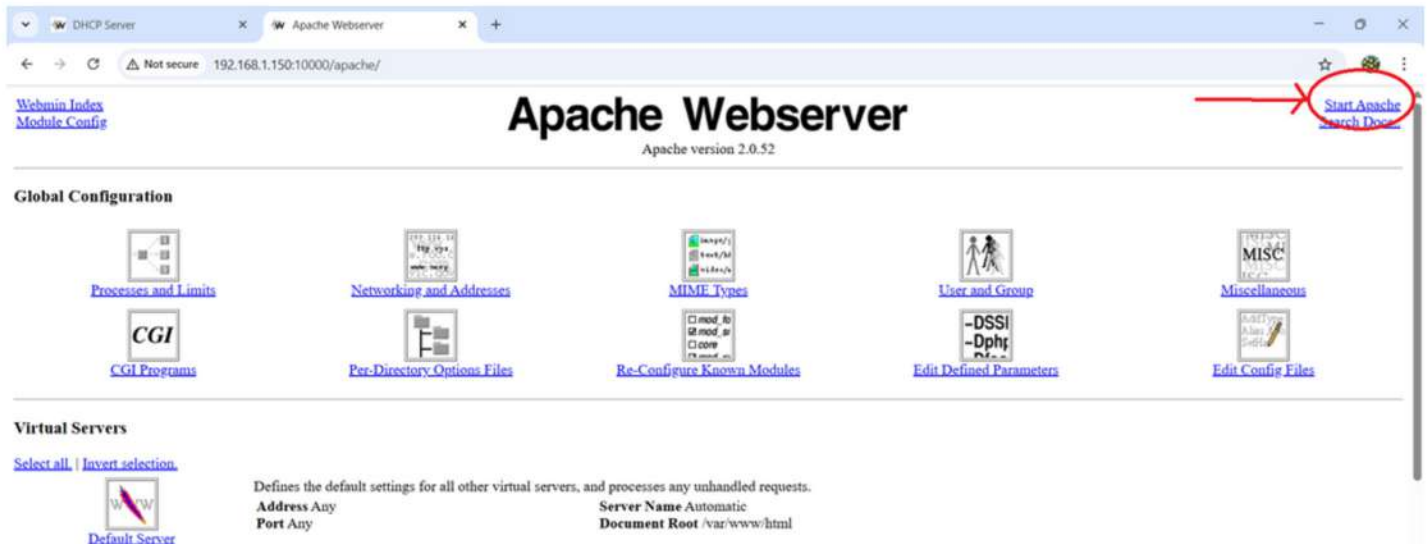 DHCP Server
Apache Webserver
Not secure 192.168.1.150:10000/apache/
Webmin Index
Module Config
Apache Webserver
Apache version 2.0.52
Start Apache
Search Docs..
Global Configuration
Processes and Limits
Networking and Addresses
MIME Types
User and Group
MISC
Miscellaneous
CGI
CGI Programs
Per-Directory Options Files
core
Re-Configure Known Modules
-DSSI
-Dphp
Edit Defined Parameters
Edit Config Files
Virtual Servers
Select all. | Invert selection.
Default Server
Defines the default settings for all other virtual servers, and processes any unhandled requests.
Address Any Server Name Automatic
Port Any Document Root /var/www/html